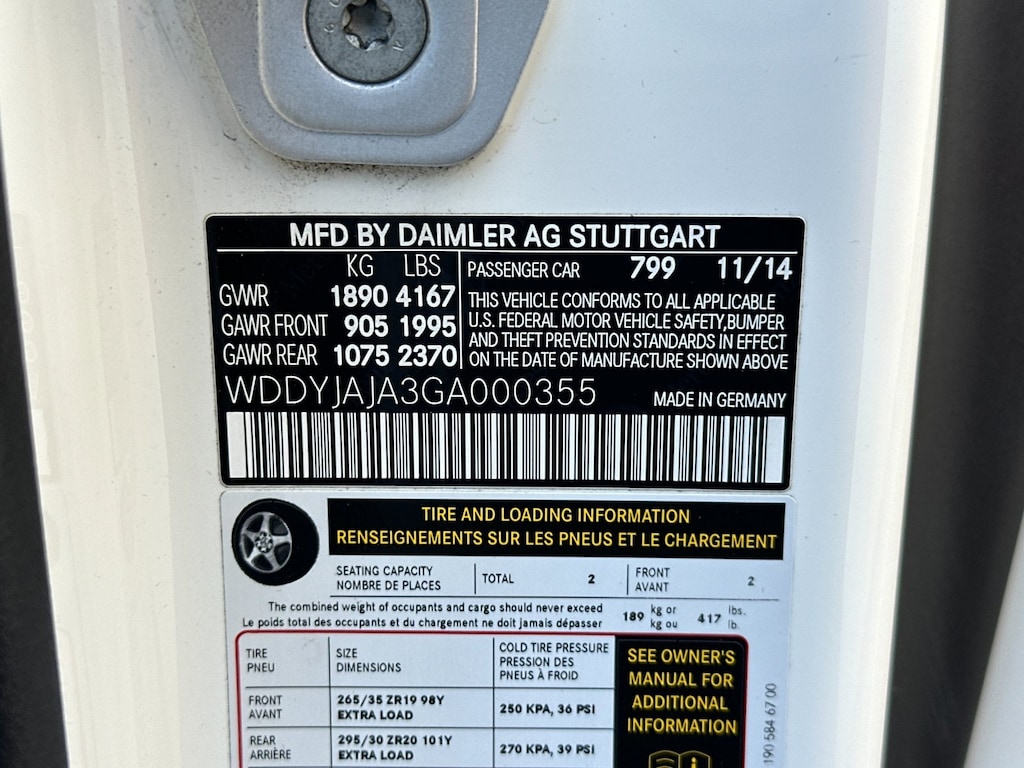 MFD BY DAIMLER AG STUTTGART
KG LBS
GVWR 1890 4167
GAWR FRONT 905 1995
GAWR REAR 1075 2370
PASSENGER CAR 799 11/14
THIS VEHICLE CONFORMS TO ALL APPLICABLE
U.S. FEDERAL MOTOR VEHICLE SAFETY,BUMPER
AND THEFT PREVENTION STANDARDS IN EFFECT
ON THE DATE OF MANUFACTURE SHOWN ABOVE
WDDYJAJA3GA000355
MADE IN GERMANY
TIRE AND LOADING INFORMATION
RENSEIGNEMENTS SUR LES PNEUS ET LE CHARGEMENT
SEATING CAPACITY
NOMBRE DE PLACES
TOTAL 2
FRONT
AVANT
2
The combined weight of occupants and cargo should never exceed
Le poids total des occupants et du chargement ne doit jamais dépasser
189 kg or
kg ou
417 lbs.
lb.
TIRE
PNEU
SIZE
DIMENSIONS
COLD TIRE PRESSURE
PRESSION DES
PNEUS À FROID
FRONT
AVANT
265/35 ZR19 98Y
EXTRA LOAD
250 KPA, 36 PSI
REAR
ARRIÈRE
295/30 ZR20 101Y
EXTRA LOAD
270 KPA, 39 PSI
SEE OWNER'S
MANUAL FOR
ADDITIONAL
INFORMATION
190 584 67 00